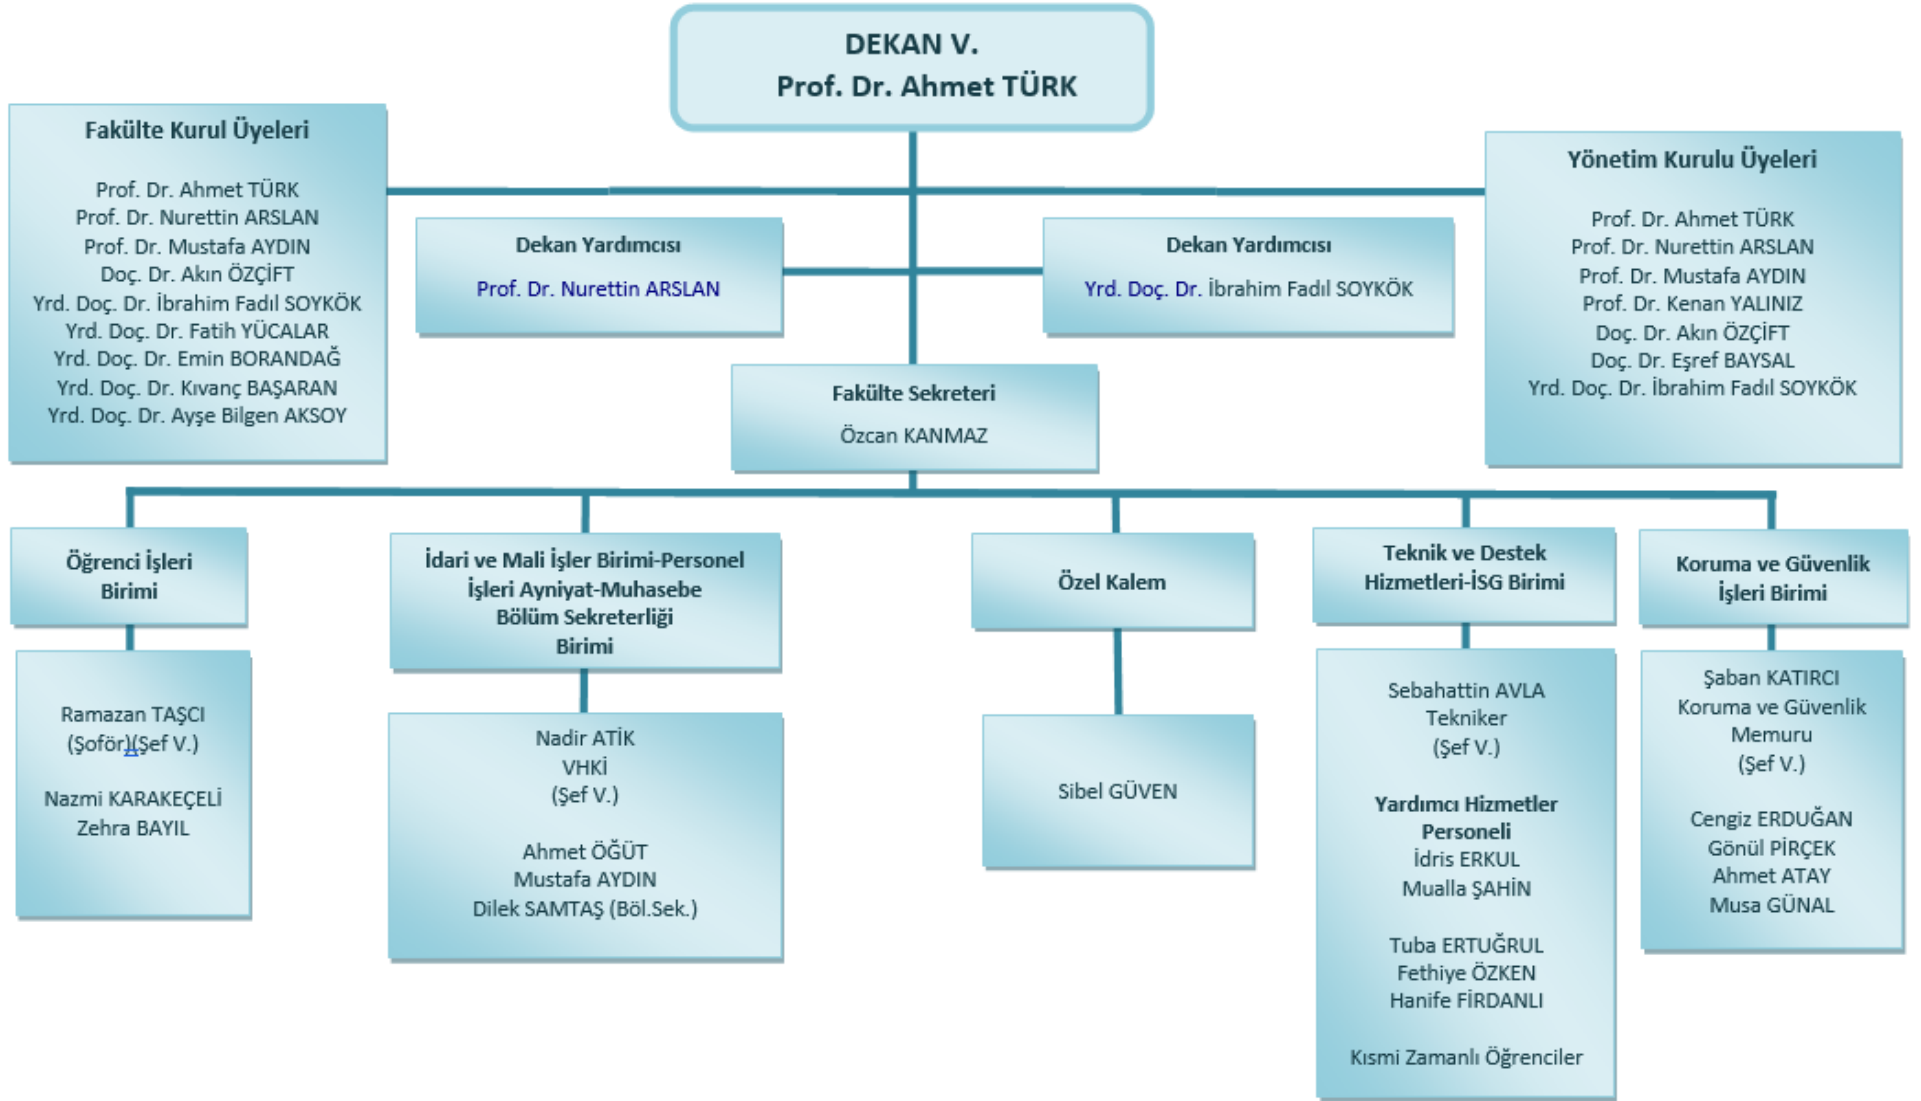 DEKAN V.
Prof. Dr. Ahmet TÜRK
Fakülte Kurul Üyeleri
Prof. Dr. Ahmet TÜRK
Prof. Dr. Nurettin ARSLAN
Prof. Dr. Mustafa AYDIN
Doç. Dr. Akın ÖZÇİFT
Yrd. Doç. Dr. İbrahim Fadıl SOYKÖK
Yrd. Doç. Dr. Fatih YÜCALAR
Yrd. Doç. Dr. Emin BORANDAĞ
Yrd. Doç. Dr. Kıvanç BAŞARAN
Yrd. Doç. Dr. Ayşe Bilgen AKSOY
Dekan Yardımcısı
Prof. Dr. Nurettin ARSLAN
Dekan Yardımcısı
Yrd. Doç. Dr. İbrahim Fadıl SOYKÖK
Yönetim Kurulu Üyeleri
Prof. Dr. Ahmet TÜRK
Prof. Dr. Nurettin ARSLAN
Prof. Dr. Mustafa AYDIN
Prof. Dr. Kenan YALINIZ
Doç. Dr. Akın ÖZÇİFT
Doç. Dr. Eşref BAYSAL
Yrd. Doç. Dr. İbrahim Fadıl SOYKÖK
Fakülte Sekreteri
Özcan KANMAZ
Öğrenci İşleri
Birimi
Ramazan TAŞCI
(Şoför)(Şef V.)
Nazmi KARAKEÇELİ
Zehra BAYIL
İdari ve Mali İşler Birimi-Personel
İşleri Ayniyat-Muhasebe
Bölüm Sekreterliği
Birimi
Nadir ATİK
VHKİ
(Şef V.)
Ahmet ÖĞÜT
Mustafa AYDIN
Dilek SAMTAŞ (Böl.Sek.)
Özel Kalem
Sibel GÜVEN
Teknik ve Destek
Hizmetleri-İSG Birimi
Sebahattin AVLA
Tekniker
(Şef V.)
Yardımcı Hizmetler
Personeli
İdris ERKUL
Mualla ŞAHİN
Tuba ERTUĞRUL
Fethiye ÖZKEN
Hanife FİRDANLI
Kısmi Zamanlı Öğrenciler
Koruma ve Güvenlik
İşleri Birimi
Şaban KATIRCI
Koruma ve Güvenlik
Memuru
(Şef V.)
Cengiz ERDUĞAN
Gönül PİRÇEK
Ahmet ATAY
Musa GÜNAL